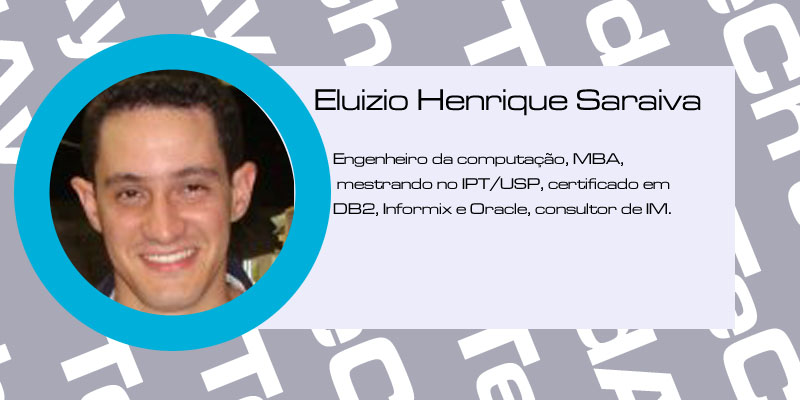 Eluizio Henrique Saraiva
Engenheiro da computação, MBA,
mestrando no IPT/USP, certificado em
DB2, Informix e Oracle, consultor de IM.